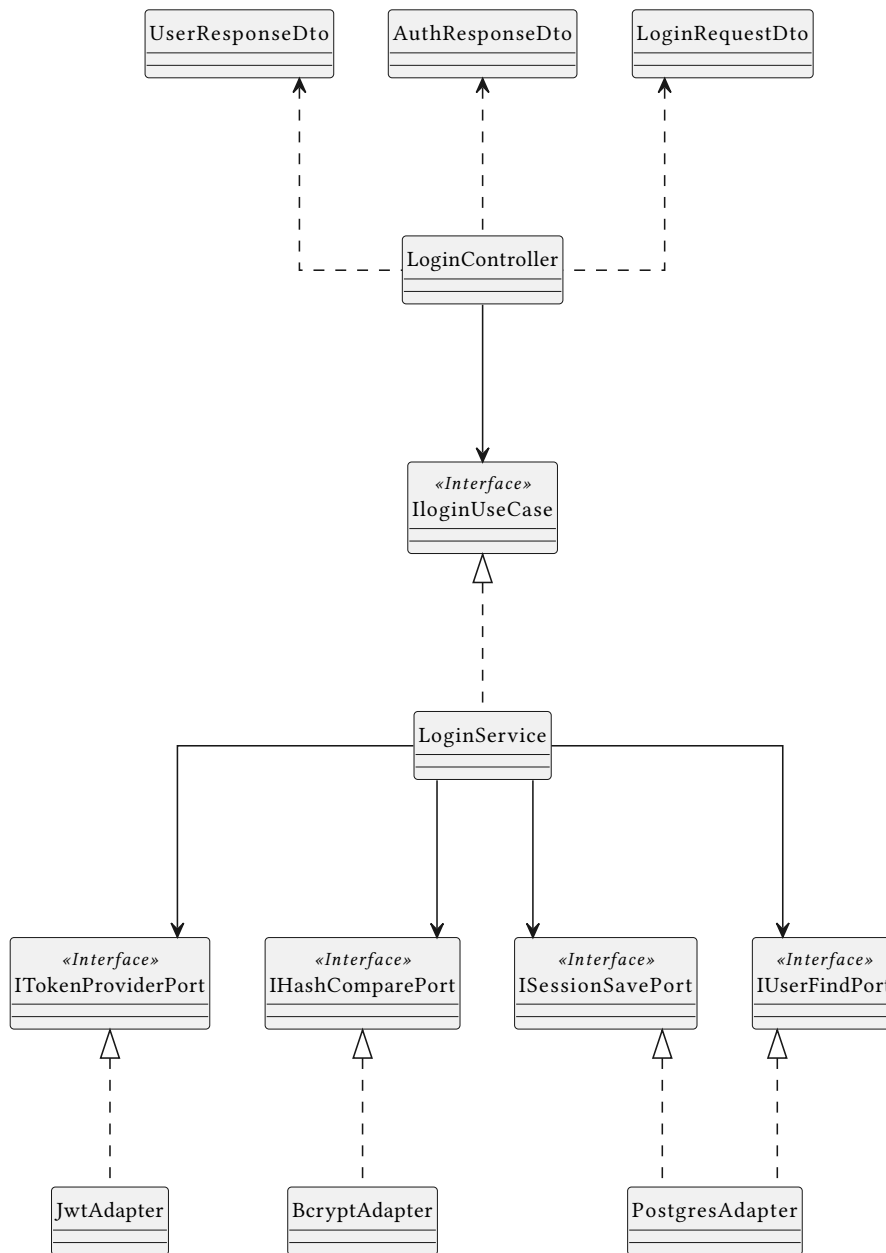 UserResponseDto
AuthResponseDto
LoginRequestDto
LoginController
«Interface»
IloginUseCase
LoginService
«Interface»
ITokenProviderPort
«Interface»
IHashComparePort
«Interface»
ISessionSavePort
«Interface»
IUserFindPort
JwtAdapter
BcryptAdapter
PostgresAdapter